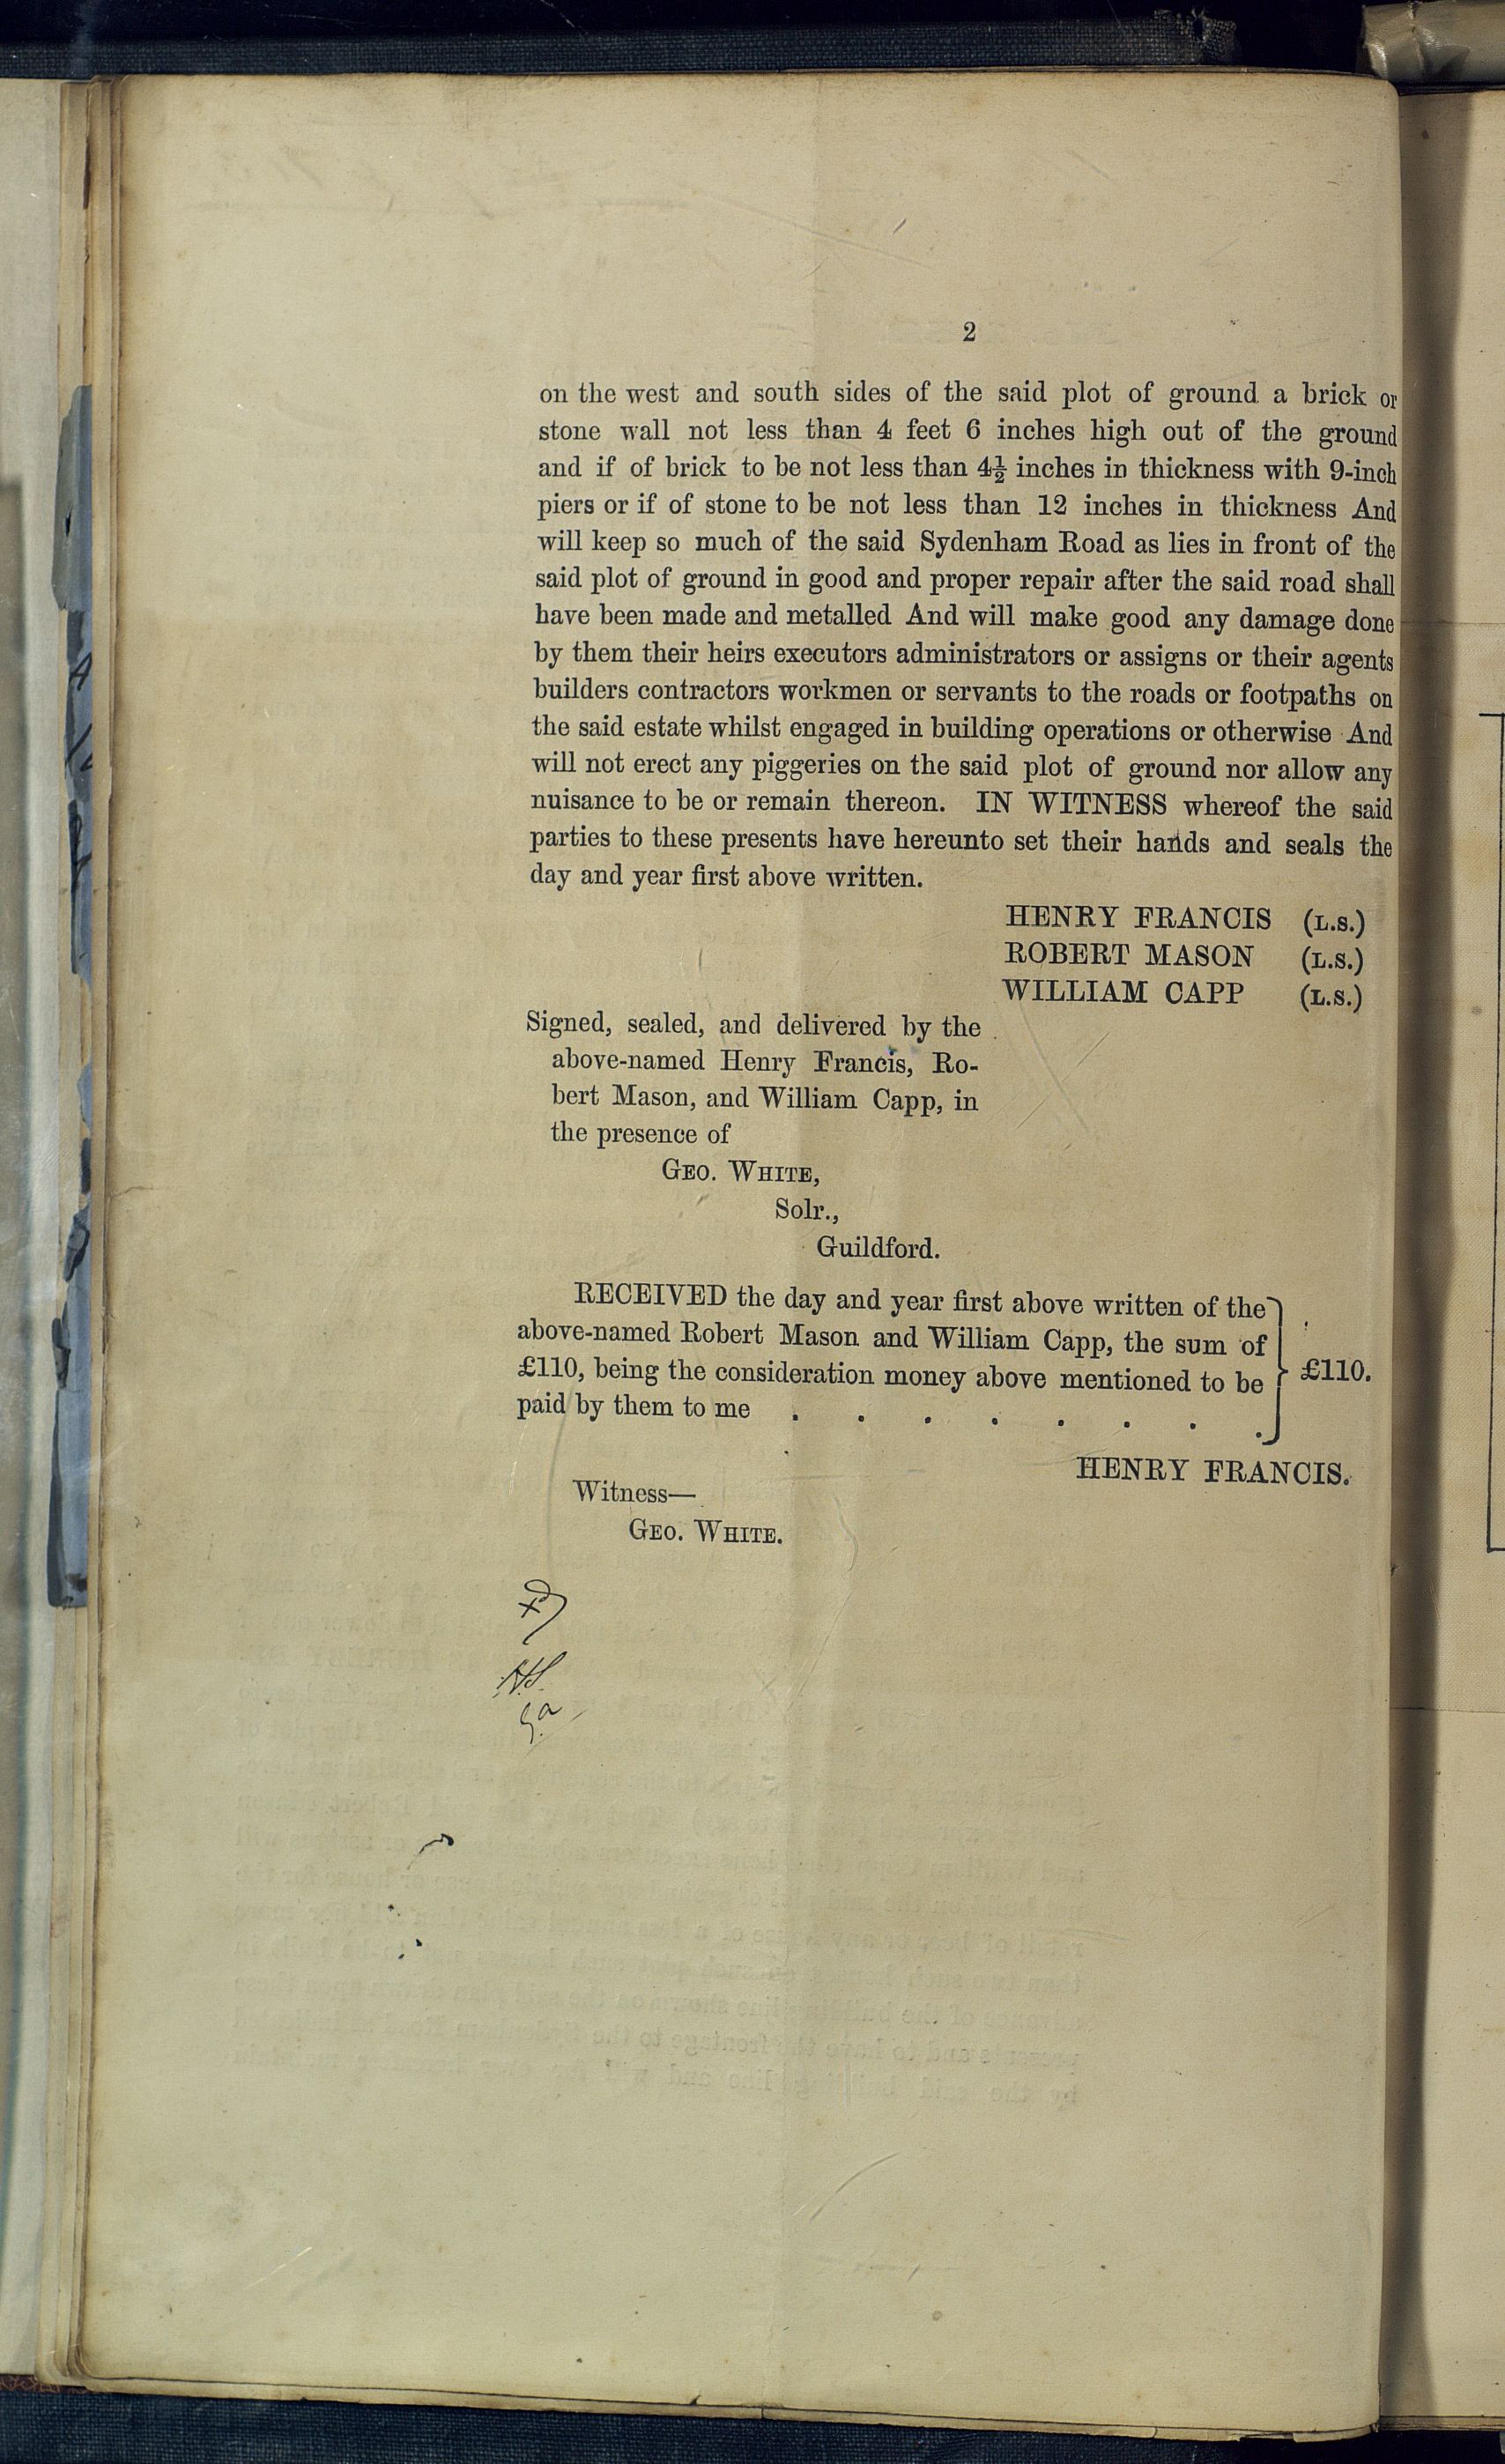 2
on the west and south sides of the said plot of ground a brick or
stone wall not less than 4 feet 6 inches high out of the ground
and if of brick to be not less than 4½ inches in thickness with 9-inch
piers or if of stone to be not less than 12 inches in thickness And
will keep so much of the said Sydenham Road as lies in front of the
said plot of ground in good and proper repair after the said road shall
have been made and metalled And will make good any damage done
by them their heirs executors administrators or assigns or their agents
builders contractors workmen or servants to the roads or footpaths on
the said estate whilst engaged in building operations or otherwise And
will not erect any piggeries on the said plot of ground nor allow any
nuisance to be or remain thereon. IN WITNESS whereof the said
parties to these presents have hereunto set their hands and seals the
day and year first above written.
HENRY FRANCIS (L.S.)
ROBERT MASON (L.S.)
WILLIAM CAPP (L.S.)
Signed, sealed, and delivered by the
above-named Henry Francis, Ro-
bert Mason, and William Capp, in
the presence of
GEO. WHITE,
Solr.,
Guildford.
RECEIVED the day and year first above written of the
above-named Robert Mason and William Capp, the sum of
£110, being the consideration money above mentioned to be £110.
paid by them to me . . . . . . . .
HENRY FRANCIS.
Witness—
GEO. WHITE.